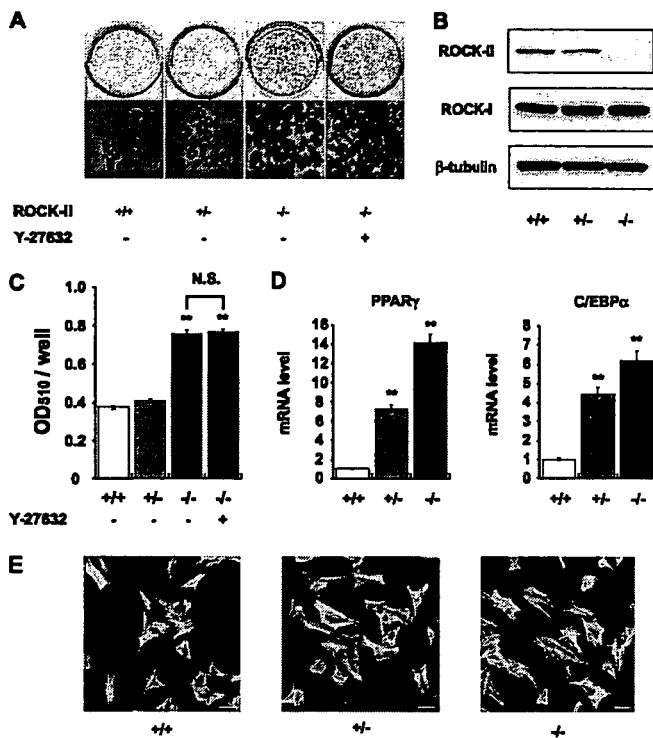 A
ROCK-II +/+ +/- -/- -/-
Y-27632 - - - +
B
ROCK-II
ROCK-I
β-tubulin
+/+ +/- -/-
C
N.S.
** **
OD510 / well
1.0
0.8
0.6
0.4
0.2
0
+/+ +/- -/- -/-
Y-27632 - - - +
D
PPARγ
mRNA level
16
14
12
10
8
6
4
2
0
** **
+/+ +/- -/-
C/EBPα
mRNA level
8
7
6
5
4
3
2
1
0
** **
+/+ +/- -/-
E
+/+ +/- -/-